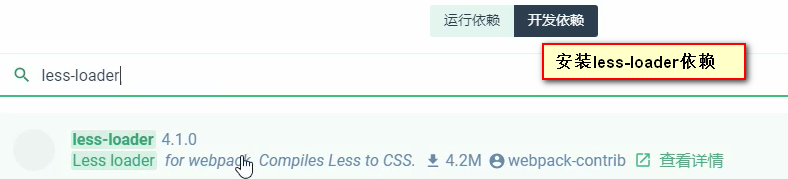 运行依赖 开发依赖
安装less-loader依赖
less-loader
less-loader 4.1.0
Less loader for webpack. Compiles Less to CSS. 4.2M webpack-contrib 查看详情